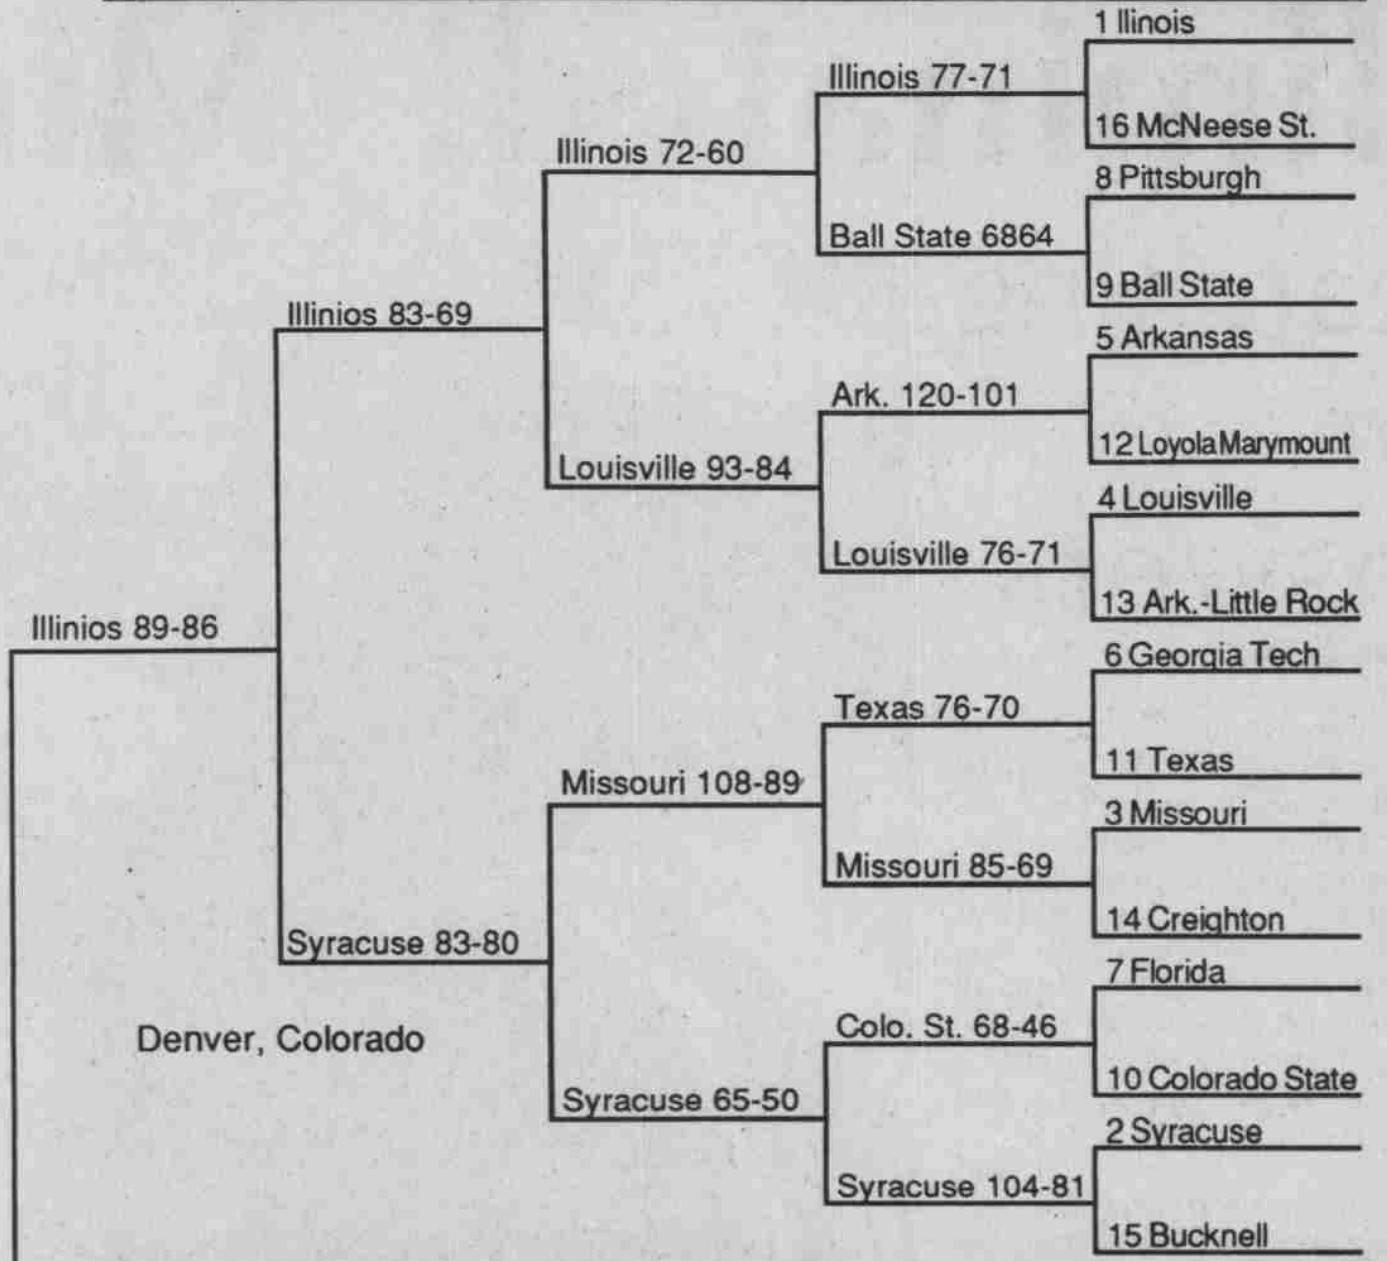 1 Ilinois
Illinois 77-71
16 McNeese St.
Illinois 72-60
8 Pittsburgh
Ball State 6864
9 Ball State
Illinios 83-69
5 Arkansas
Ark. 120-101
12 Loyola Marymount
Louisville 93-84
4 Louisville
Louisville 76-71
13 Ark.-Little Rock
Illinios 89-86
6 Georgia Tech
Texas 76-70
11 Texas
Missouri 108-89
3 Missouri
Missouri 85-69
14 Creighton
Syracuse 83-80
7 Florida
Colo. St. 68-46
10 Colorado State
Denver, Colorado
Syracuse 65-50
2 Syracuse
Syracuse 104-81
15 Bucknell